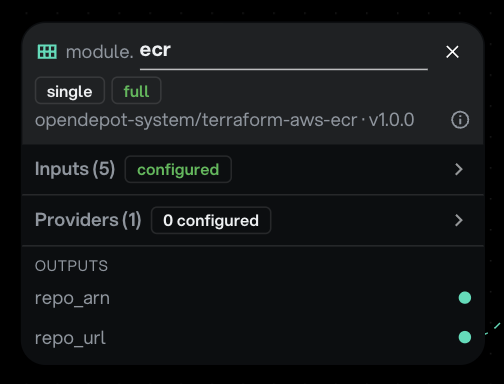 module. ecr
single full
opendepot-system/terraform-aws-ecr · v1.0.0
Inputs (5) configured
Providers (1) 0 configured
OUTPUTS
repo_arn
repo_url